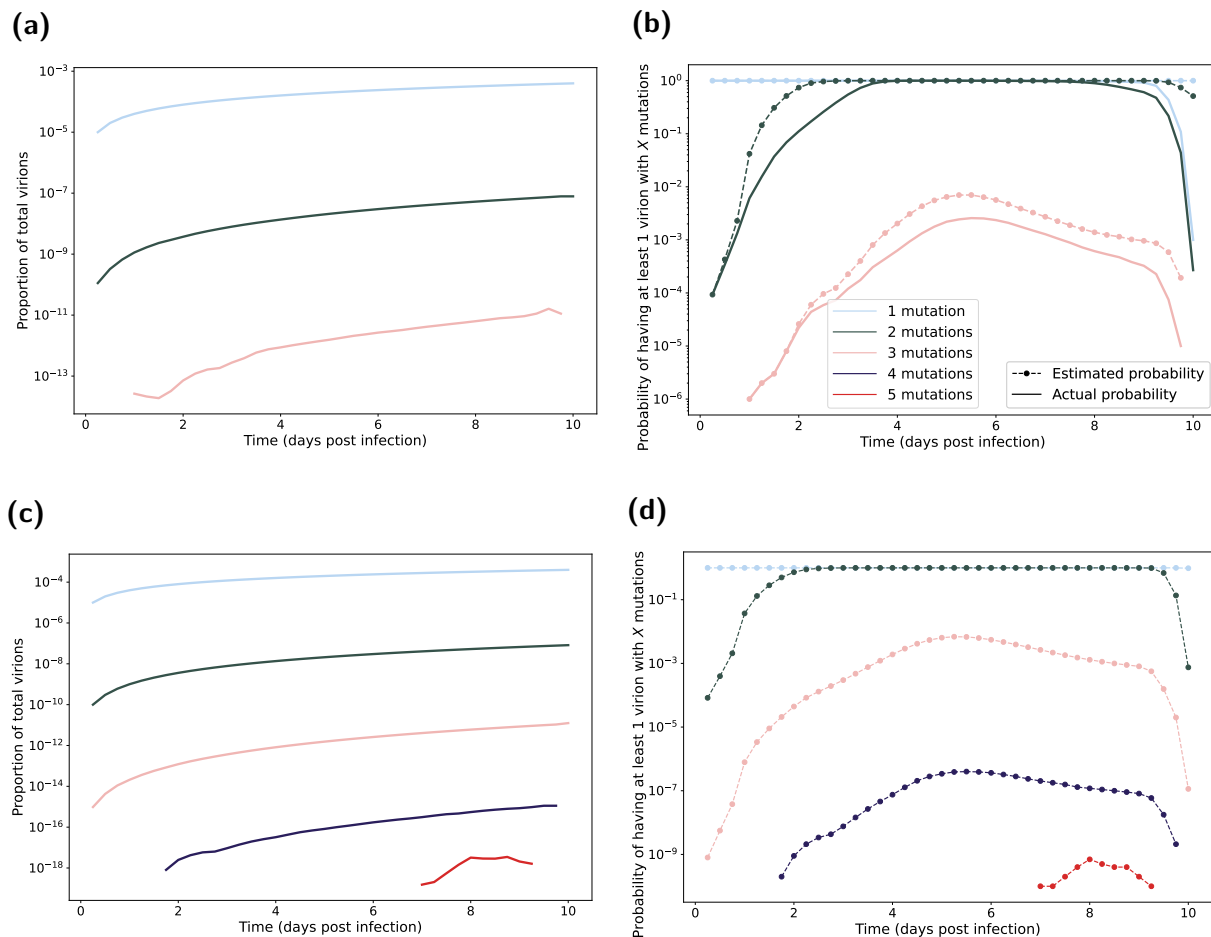 (a)
Proportion of total virions
10⁻³
10⁻⁵
10⁻⁷
10⁻⁹
10⁻¹¹
10⁻¹³
0 2 4 6 8 10
Time (days post infection)
(b)
Probability of having at least 1 virion with X mutations
10⁰
10⁻¹
10⁻²
10⁻³
10⁻⁴
10⁻⁵
10⁻⁶
1 mutation
2 mutations
3 mutations
4 mutations
5 mutations
Estimated probability
Actual probability
0 2 4 6 8 10
Time (days post infection)
(c)
Proportion of total virions
10⁻⁴
10⁻⁶
10⁻⁸
10⁻¹⁰
10⁻¹²
10⁻¹⁴
10⁻¹⁶
10⁻¹⁸
0 2 4 6 8 10
Time (days post infection)
(d)
Probability of having at least 1 virion with X mutations
10⁻¹
10⁻³
10⁻⁵
10⁻⁷
10⁻⁹
0 2 4 6 8 10
Time (days post infection)